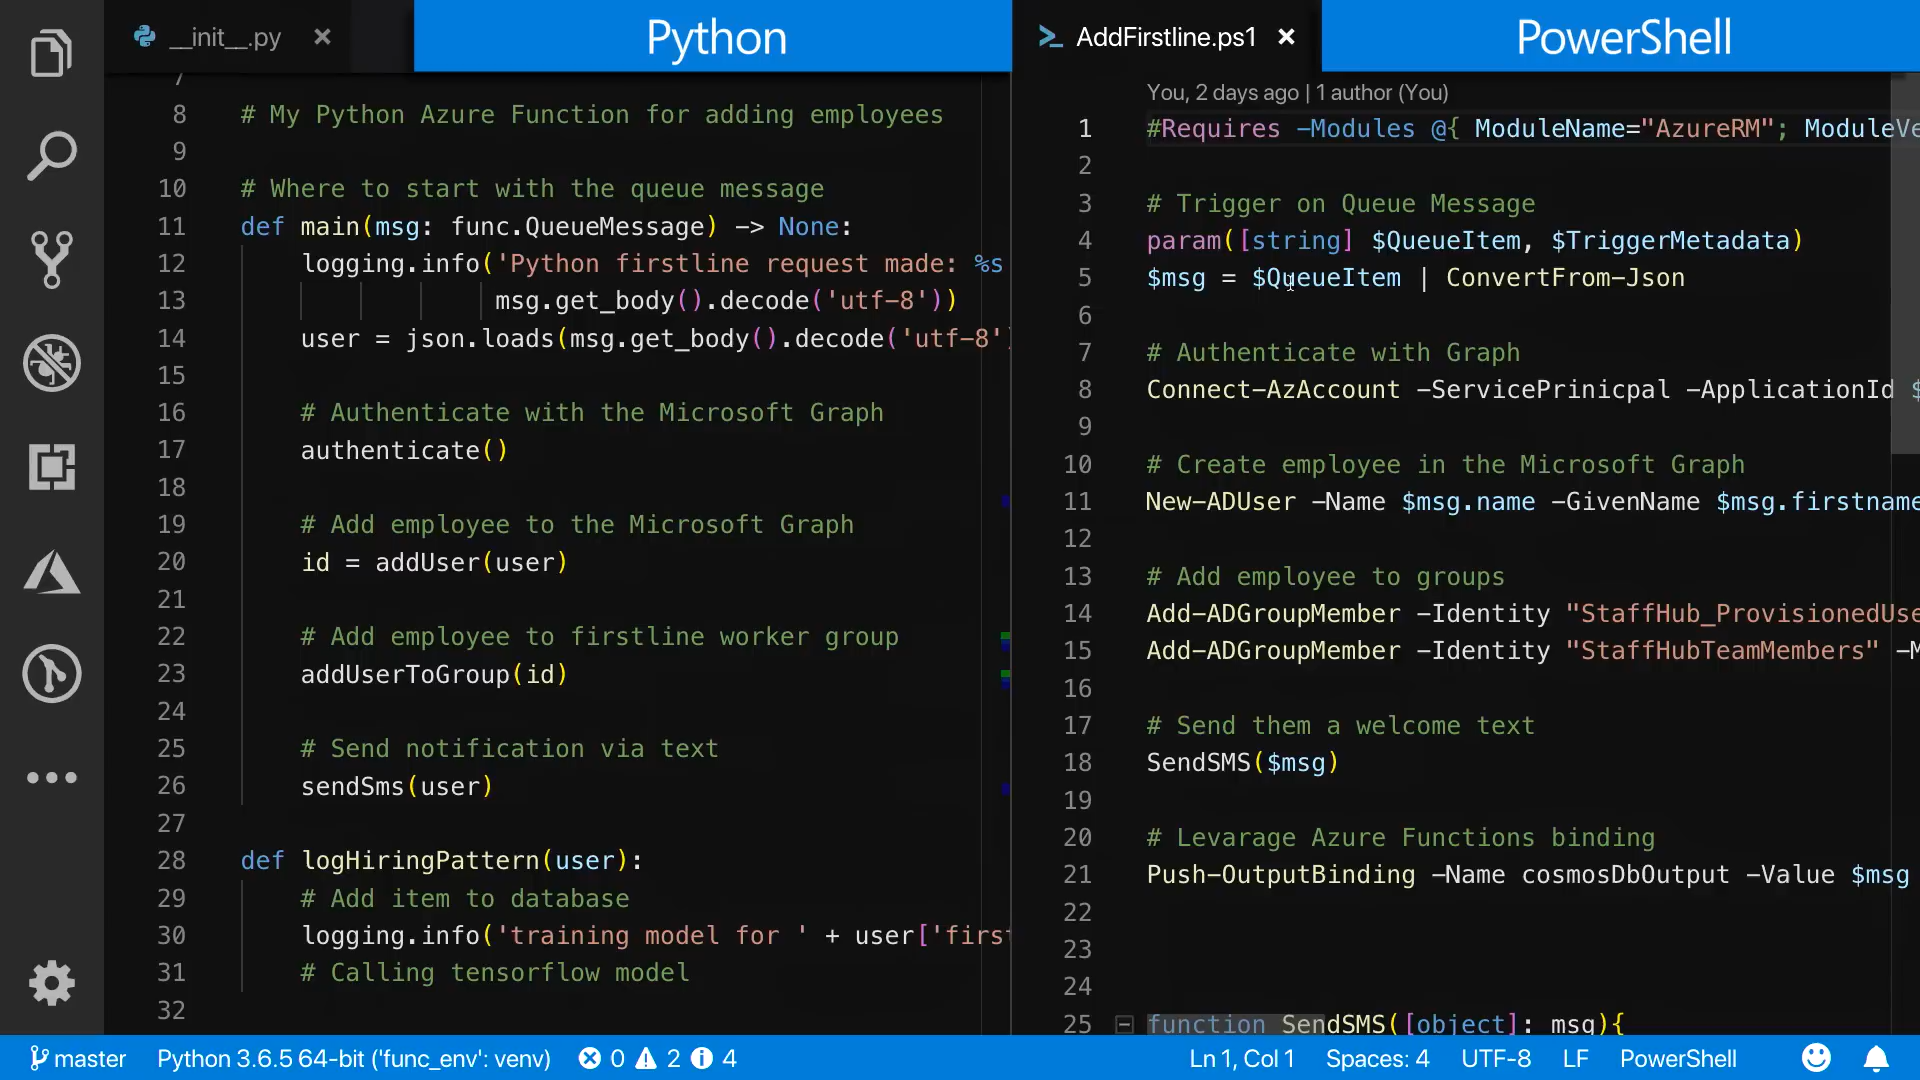 __init__.py
Python
7
8 # My Python Azure Function for adding employees
9
10 # Where to start with the queue message
11 def main(msg: func.QueueMessage) -> None:
12 logging.info('Python firstline request made: %s
13 msg.get_body().decode('utf-8'))
14 user = json.loads(msg.get_body().decode('utf-8')
15
16 # Authenticate with the Microsoft Graph
17 authenticate()
18
19 # Add employee to the Microsoft Graph
20 id = addUser(user)
21
22 # Add employee to firstline worker group
23 addUserToGroup(id)
24
25 # Send notification via text
26 sendSms(user)
27
28 def logHiringPattern(user):
29 # Add item to database
30 logging.info('training model for ' + user['firs
31 # Calling tensorflow model
32
AddFirstline.ps1
PowerShell
You, 2 days ago | 1 author (You)
1 #Requires -Modules @{ ModuleName="AzureRM"; ModuleVe
2
3 # Trigger on Queue Message
4 param([string] $QueueItem, $TriggerMetadata)
5 $msg = $QueueItem | ConvertFrom-Json
6
7 # Authenticate with Graph
8 Connect-AzAccount -ServicePrinicpal -ApplicationId $
9
10 # Create employee in the Microsoft Graph
11 New-ADUser -Name $msg.name -GivenName $msg.firstname
12
13 # Add employee to groups
14 Add-ADGroupMember -Identity "StaffHub_ProvisionedUse
15 Add-ADGroupMember -Identity "StaffHubTeamMembers" -M
16
17 # Send them a welcome text
18 SendSMS($msg)
19
20 # Levarage Azure Functions binding
21 Push-OutputBinding -Name cosmosDbOutput -Value $msg
22
23
24
25 function SendSMS([object]: msg){
master Python 3.6.5 64-bit ('func_env': venv) 0 2 4 Ln 1, Col 1 Spaces: 4 UTF-8 LF PowerShell